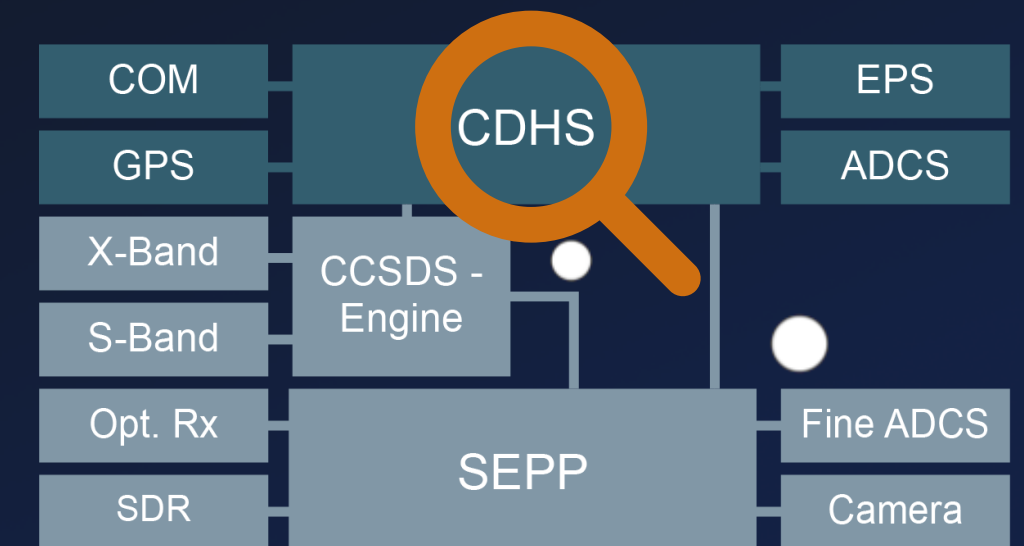 COM
CDHS
EPS
GPS
ADCS
X-Band
CCSDS -
Engine
S-Band
Opt. Rx
SEPP
Fine ADCS
SDR
Camera